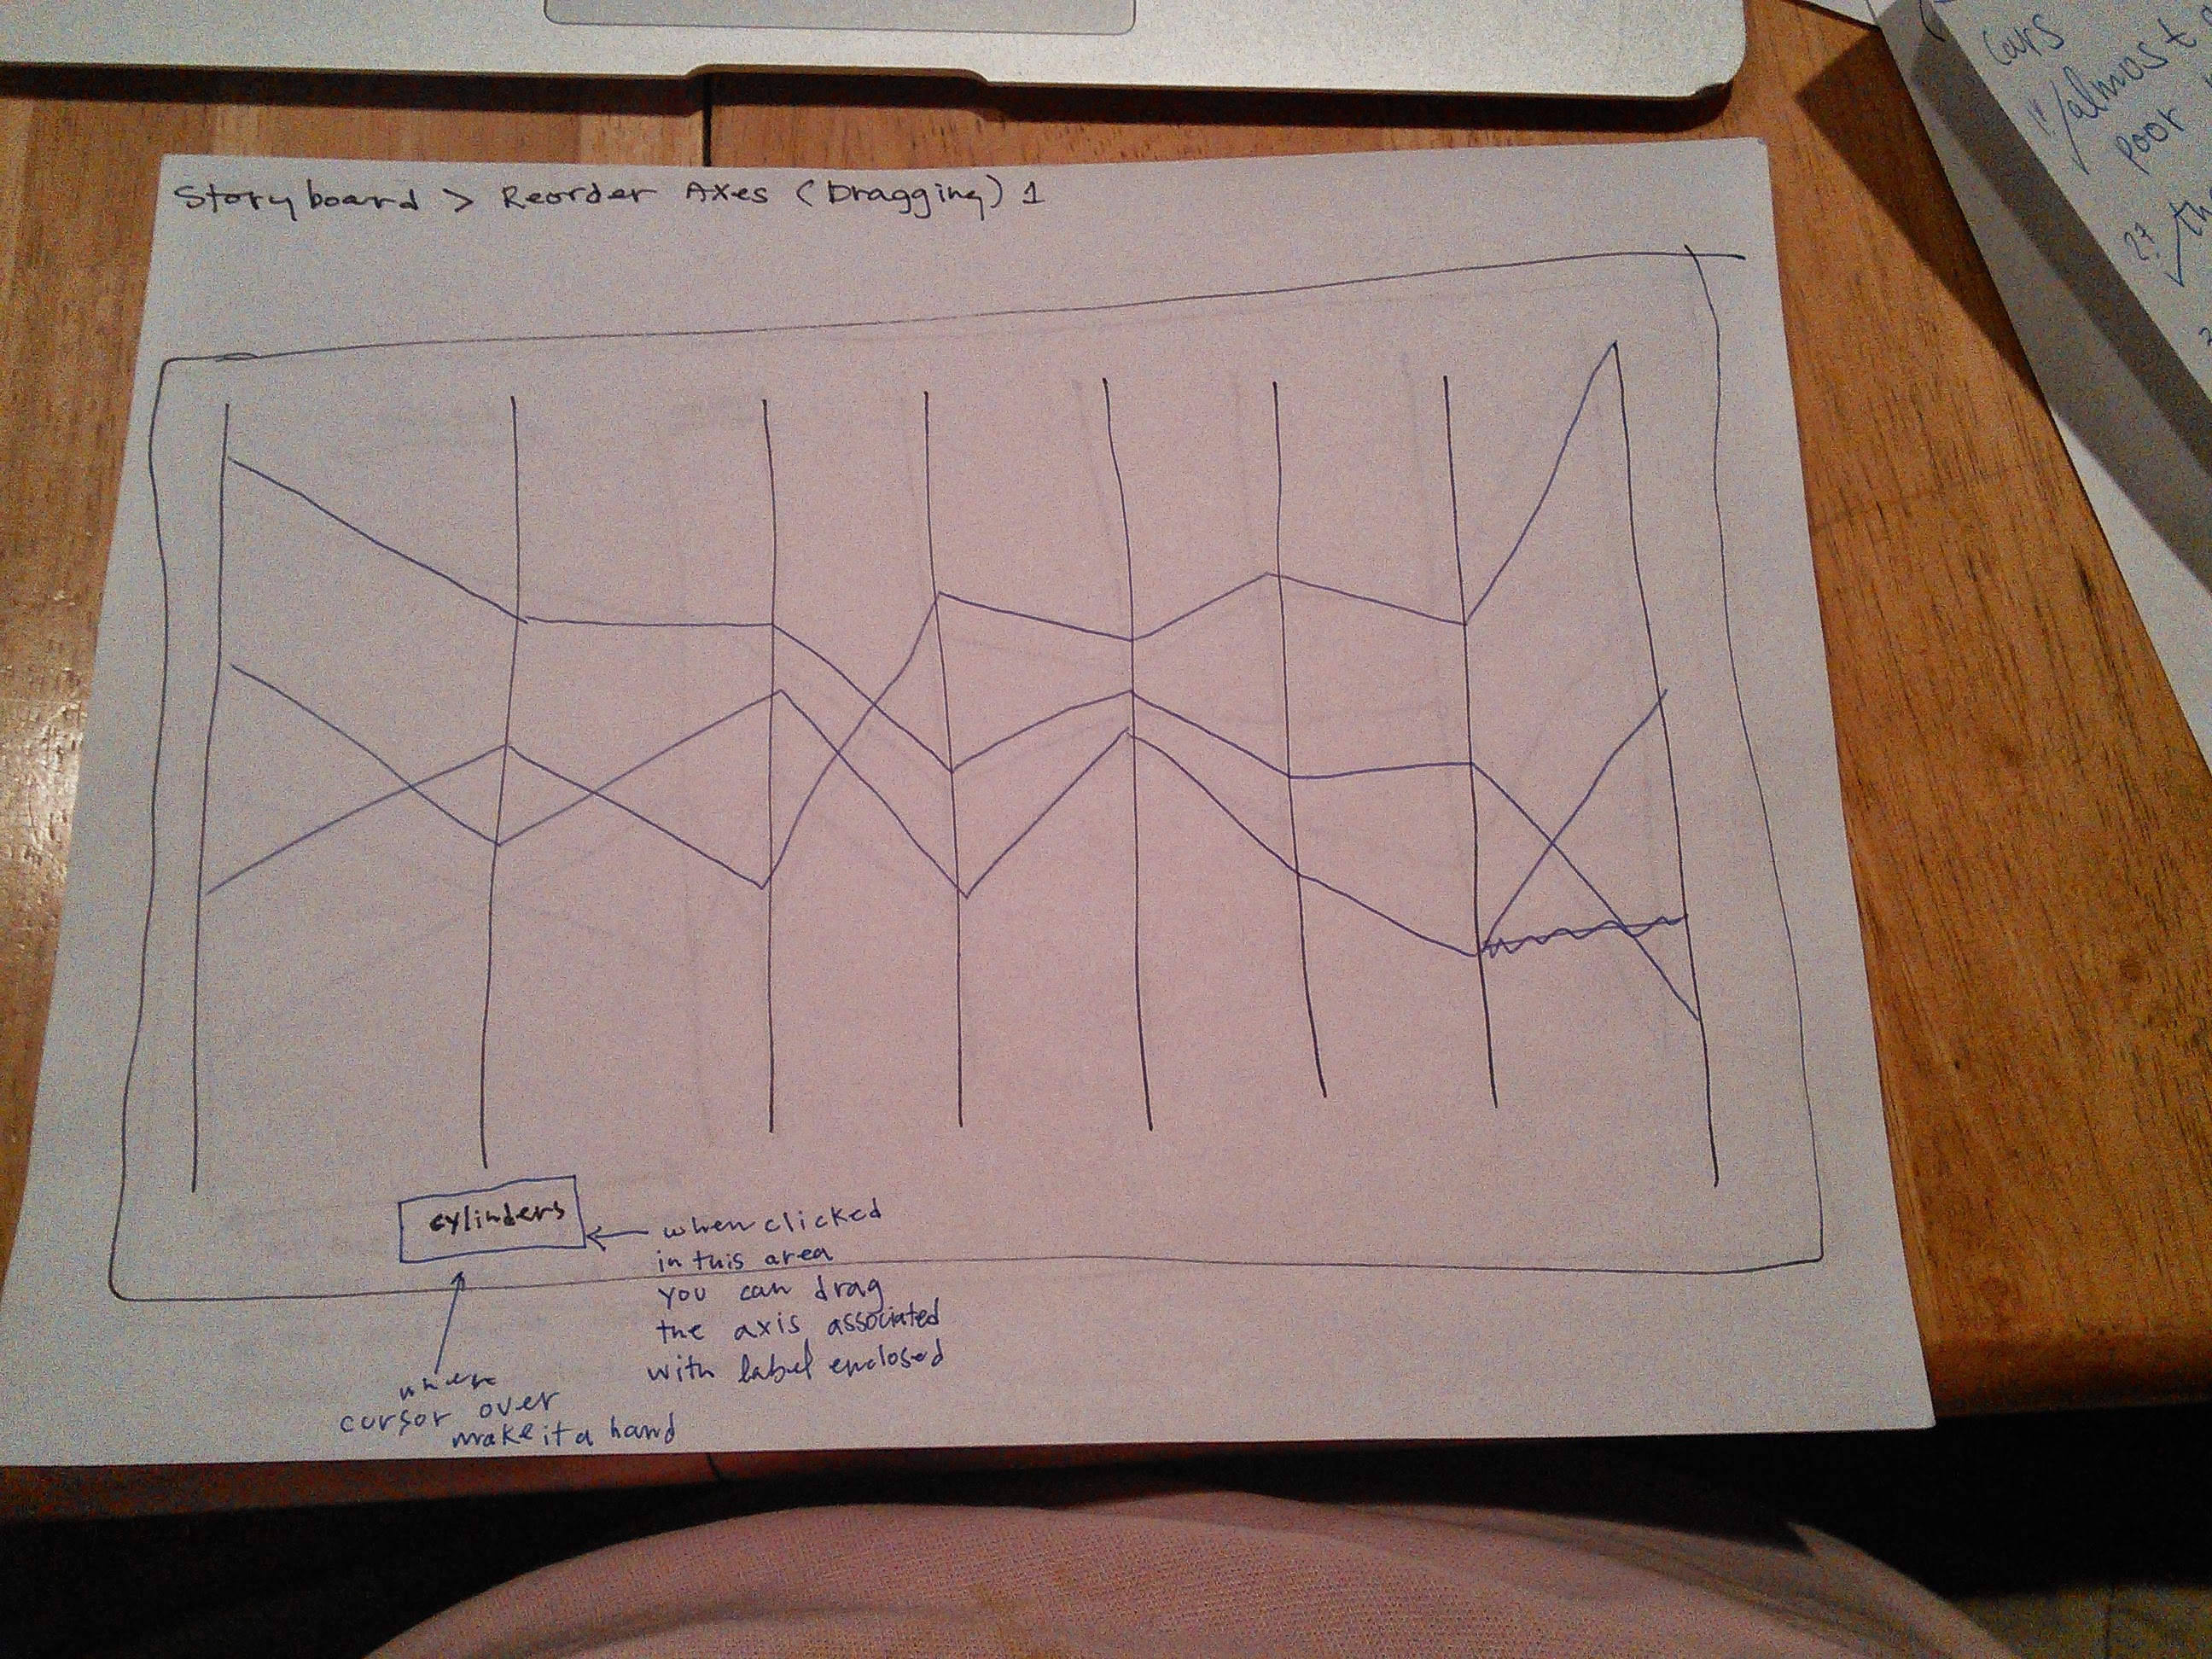 Storyboard > Reorder Axes (Dragging) 1
cylinders
when clicked
in this area
you can drag
the axis associated
with label enclosed
when
cursor over
make it a hand
cars
almost
poor
??